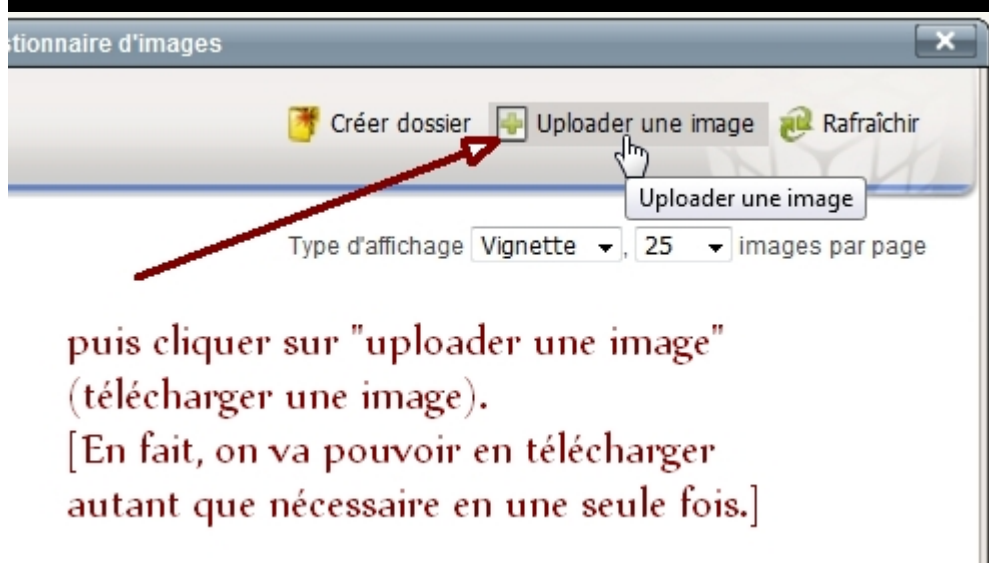 stionnaire d'images
Créer dossier Uploader une image Rafraîchir
Uploader une image
Type d'affichage Vignette , 25 images par page
puis cliquer sur "uploader une image"
(télécharger une image).
[En fait, on va pouvoir en télécharger
autant que nécessaire en une seule fois.]